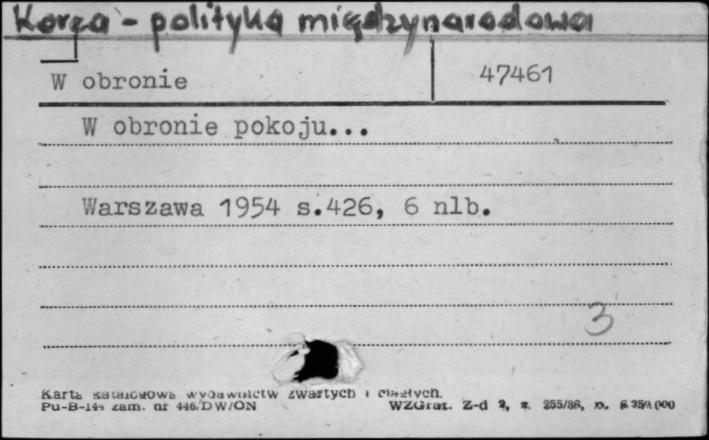 Korea - polityka międzynarodowa
W obronie 47461
W obronie pokoju...
Warszawa 1954 s.426, 6 nlb.
3
Karta katalogowa wydawnictw zwartych i ciągłych.
Pu-B-144 zam. nr 446/DW/ON WZGraf. Z-d 2, z. 255/86, n.